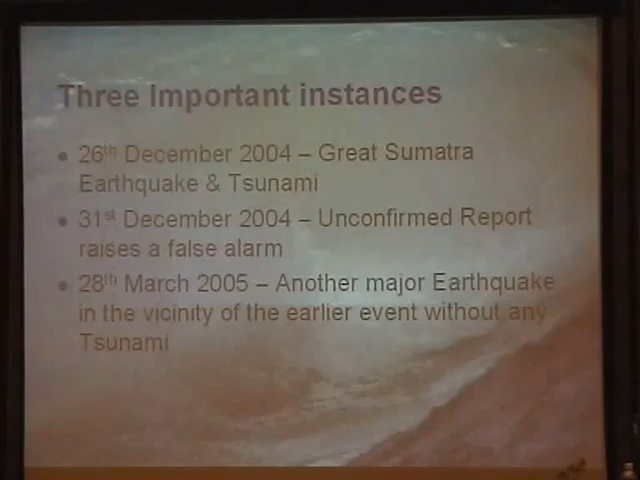 Three Important instances
• 26th December 2004 – Great Sumatra
Earthquake & Tsunami
• 31st December 2004 – Unconfirmed Report
raises a false alarm
• 28th March 2005 – Another major Earthquake
in the vicinity of the earlier event without any
Tsunami